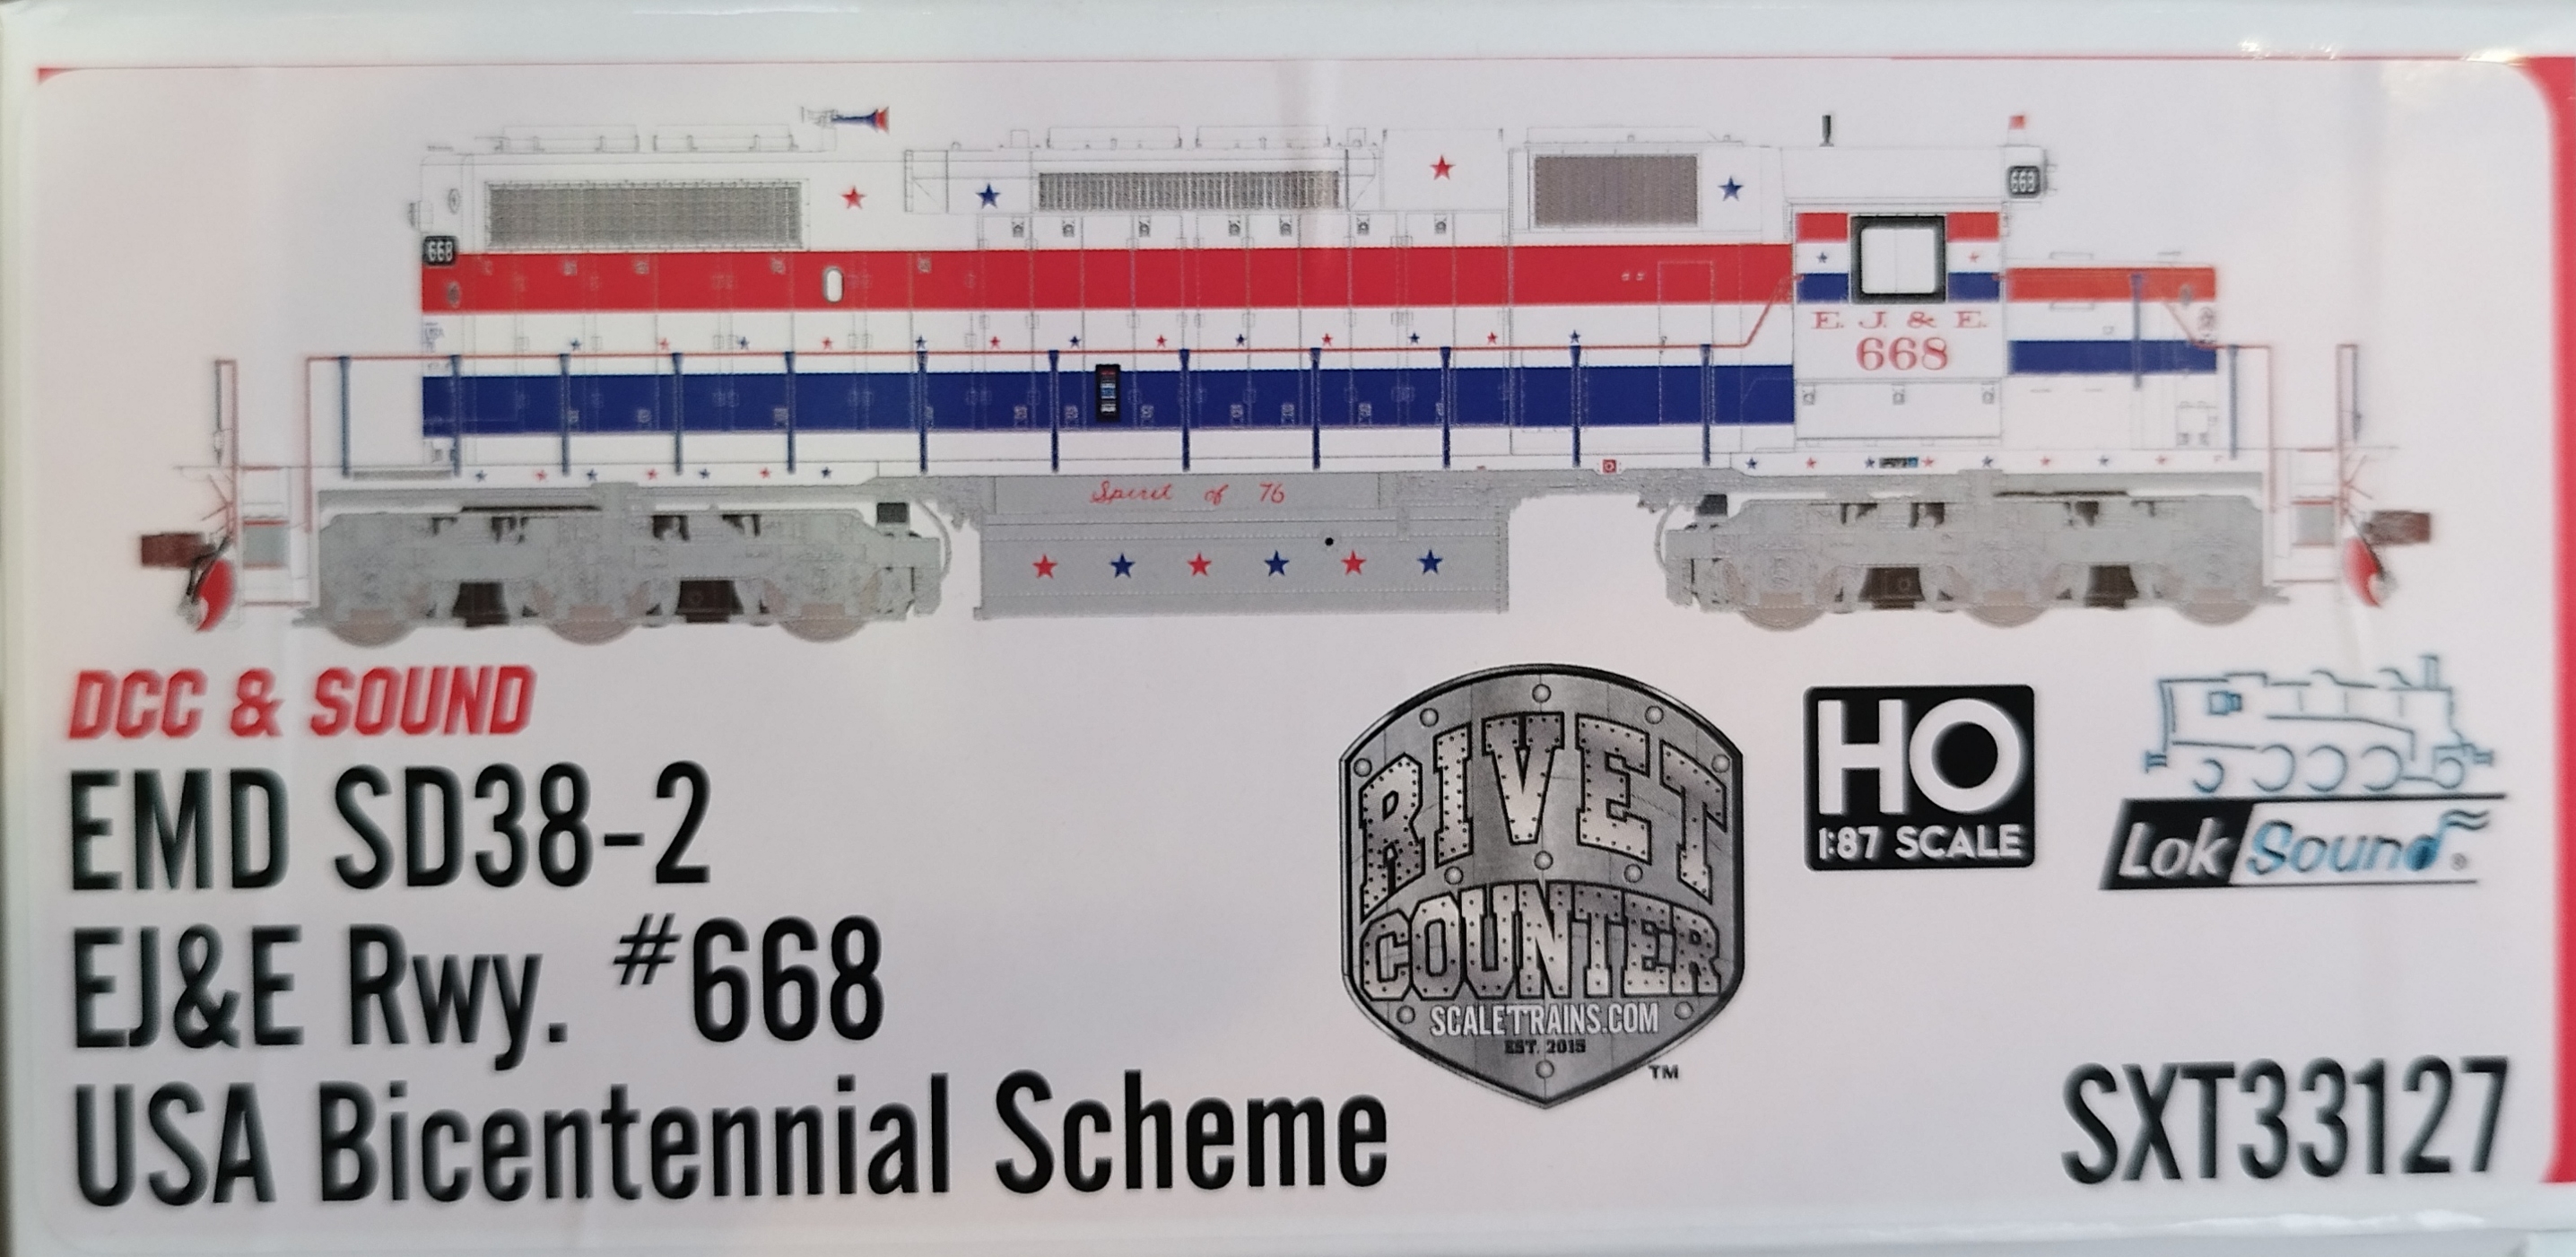 668
668
E. J. & E.
668
Spirit of 76
DCC & SOUND
EMD SD38-2
EJ&E Rwy. #668
USA Bicentennial Scheme
RIVET
COUNTER
SCALETRAINS.COM
EST. 2015
TM
HO
1:87 SCALE
LokSound®
SXT33127